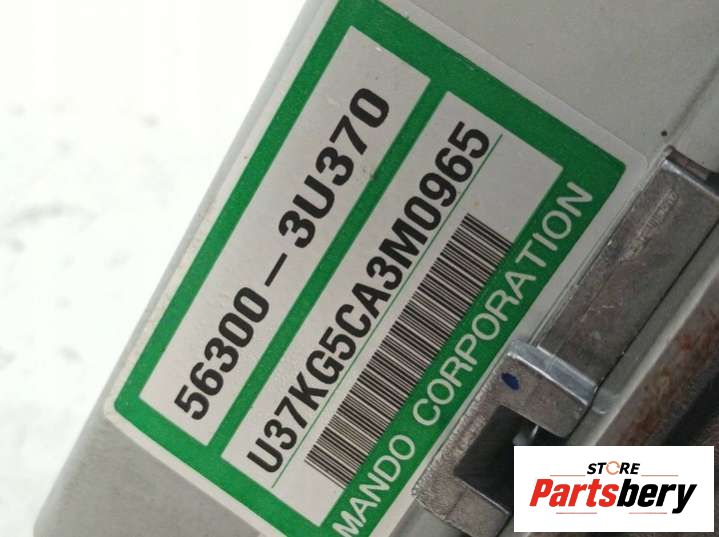 56300-3U370
U37KG5CA3M0965
MANDO CORPORATION
STORE
Partsbery